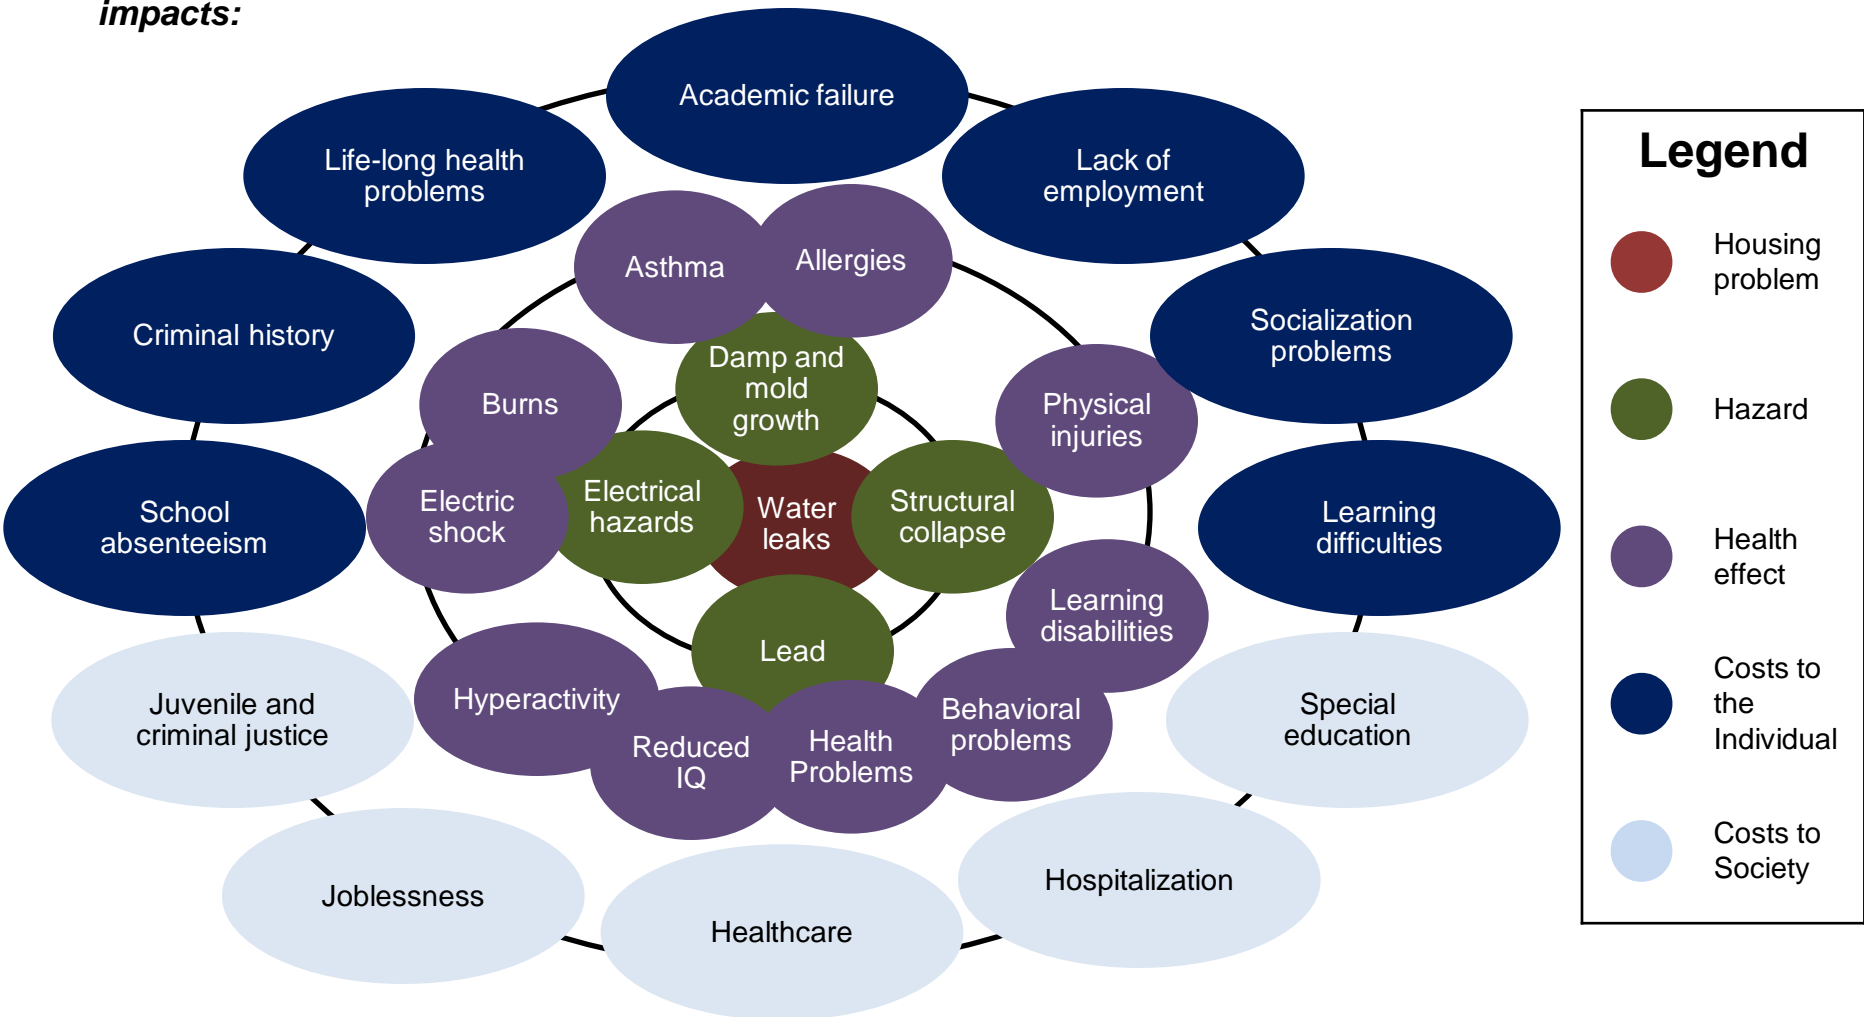 impacts:
Academic failure
Life-long health
problems
Lack of
employment
Criminal history
Socialization
problems
School
absenteeism
Learning
difficulties
Asthma
Allergies
Burns
Physical
injuries
Electric
shock
Damp and
mold
growth
Electrical
hazards
Water
leaks
Structural
collapse
Lead
Learning
disabilities
Hyperactivity
Reduced
IQ
Health
Problems
Behavioral
problems
Juvenile and
criminal justice
Special
education
Joblessness
Healthcare
Hospitalization
Legend
Housing
problem
Hazard
Health
effect
Costs to
the
Individual
Costs to
Society